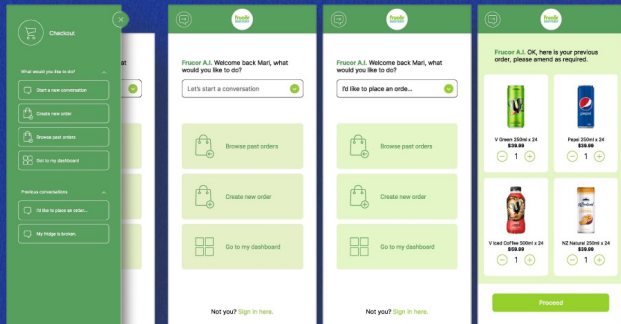 Checkout
What would you like to do?
Start a new conversation
Create new order
Browse past orders
Got to my dashboard
Previous conversations
I'd like to place an order...
My fridge is broken.
at
Frucor
Frucor A.I. Welcome back Mari, what
would you like to do?
Let's start a conversation
Browse past orders
Create new order
Go to my dashboard
Not you? Sign in here.
Frucor
Frucor A.I. Welcome back Mari, what
would you like to do?
I'd like to place an orde...
Browse past orders
Create new order
Go to my dashboard
Not you? Sign in here.
Frucor
Frucor A.I. OK, here is your previous
order, please amend as required.
V Green 250ml x 24
$39.99
1
Pepsi 250ml x 24
$39.99
1
V Iced Coffee 500ml x 24
$59.99
1
NZ Natural 250ml x 24
$39.99
1
Proceed